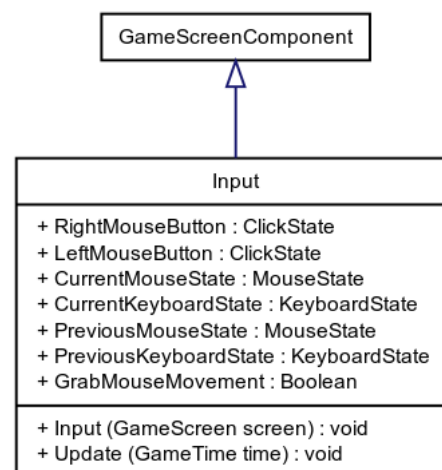 GameScreenComponent
Input
+ RightMouseButton : ClickState
+ LeftMouseButton : ClickState
+ CurrentMouseState : MouseState
+ CurrentKeyboardState : KeyboardState
+ PreviousMouseState : MouseState
+ PreviousKeyboardState : KeyboardState
+ GrabMouseMovement : Boolean
+ Input (GameScreen screen) : void
+ Update (GameTime time) : void